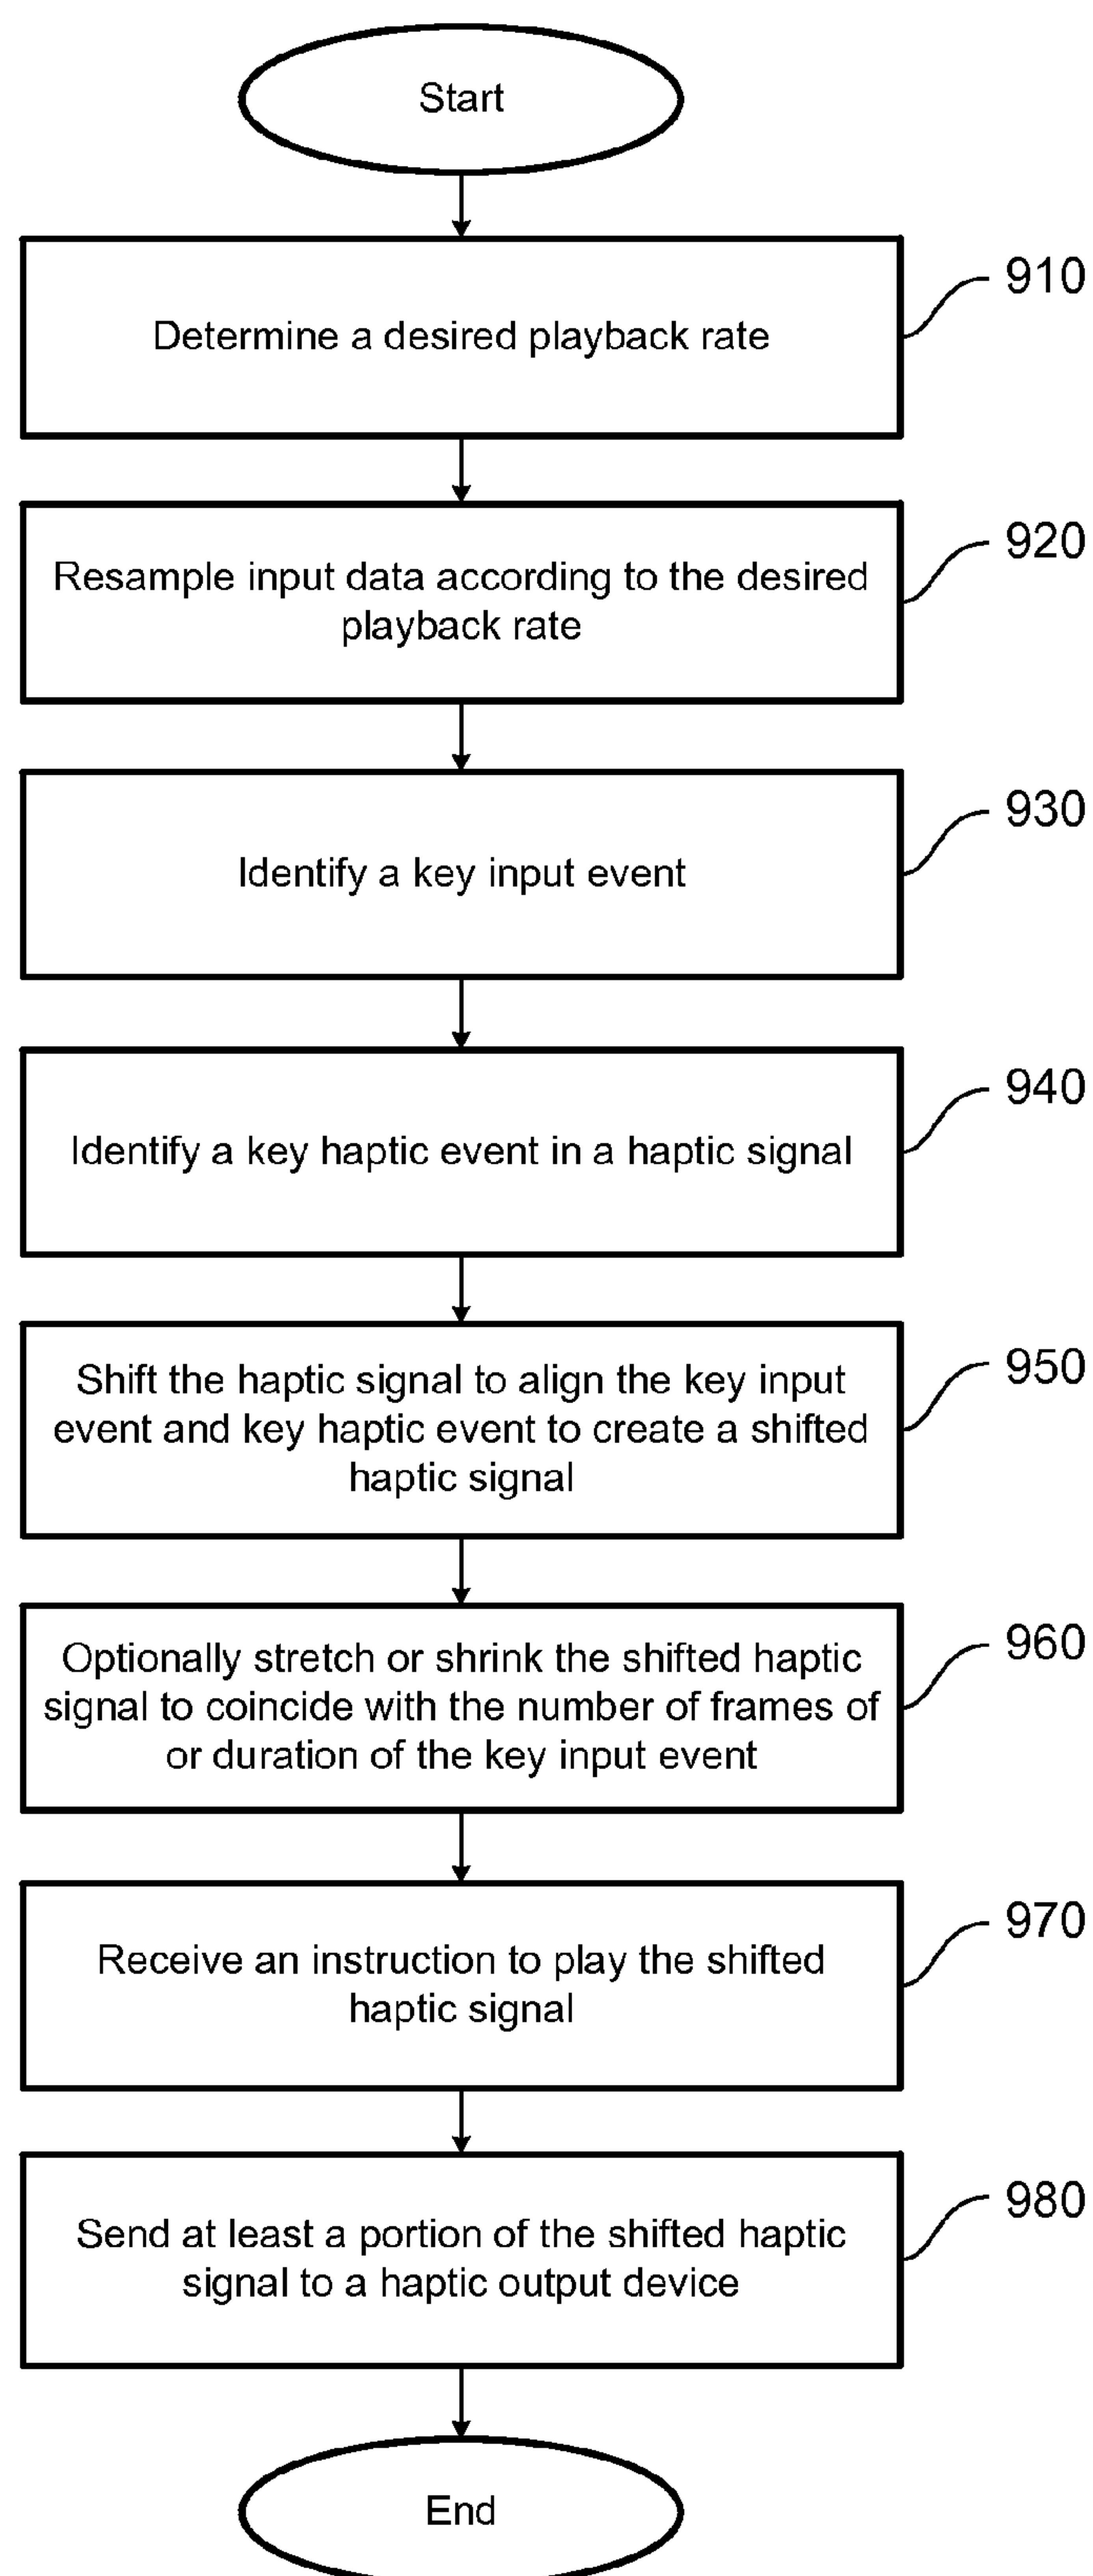 Start
910
Determine a desired playback rate
920
Resample input data according to the desired
playback rate
930
Identify a key input event
940
Identify a key haptic event in a haptic signal
950
Shift the haptic signal to align the key input
event and key haptic event to create a shifted
haptic signal
960
Optionally stretch or shrink the shifted haptic
signal to coincide with the number of frames of
or duration of the key input event
970
Receive an instruction to play the shifted
haptic signal
980
Send at least a portion of the shifted haptic
signal to a haptic output device
End